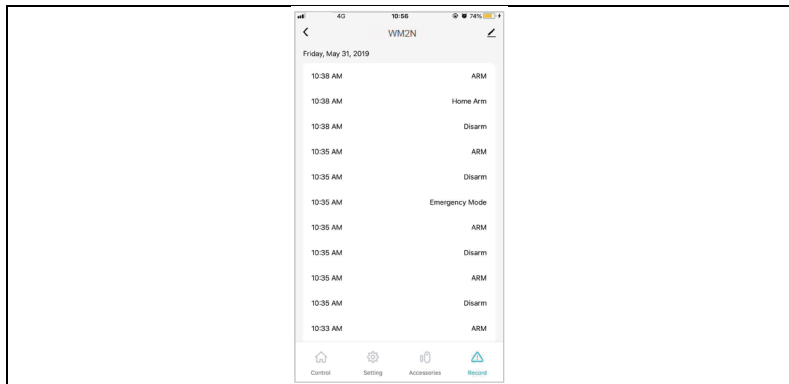 4G 10:56 74%
WM2N
Friday, May 31, 2019
10:38 AM ARM
10:38 AM Home Arm
10:38 AM Disarm
10:35 AM ARM
10:35 AM Disarm
10:35 AM Emergency Mode
10:35 AM ARM
10:35 AM Disarm
10:35 AM ARM
10:35 AM Disarm
10:33 AM ARM
Control Setting Accessories Record